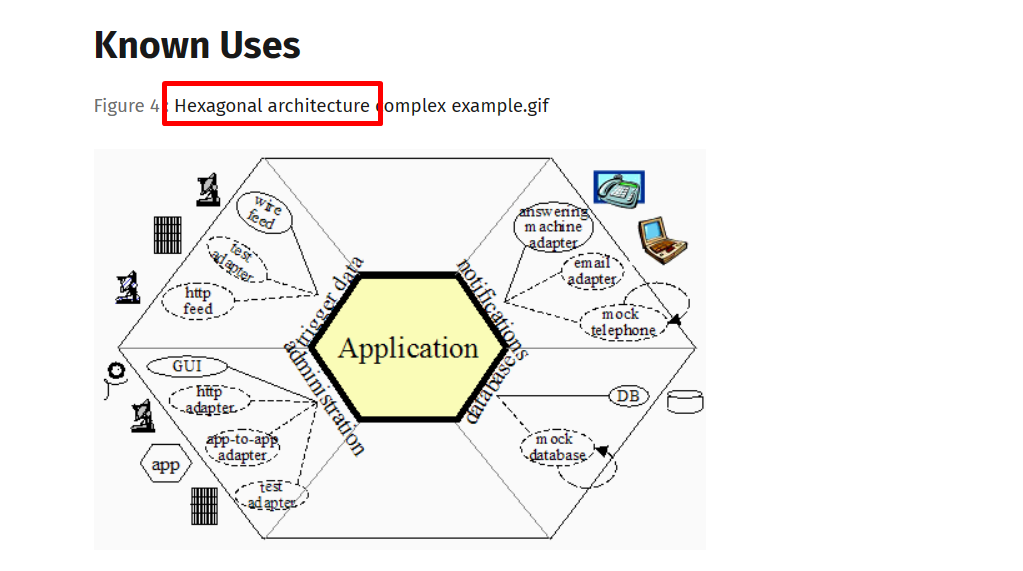 Known Uses
Figure 4: Hexagonal architecture complex example.gif
wire
feed
test
adapter
http
feed
trigger data
notifications
answering
machine
adapter
email
adapter
mock
telephone
Application
GUI
http
adapter
app-to-app
adapter
app
test
adapter
administration
database
DB
mock
database